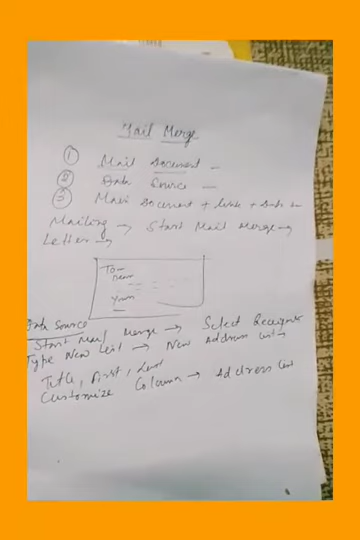 Mail Merge
1 Mail Document -
2 Data Source -
3 Main Document + Link + Data
Mailing → Start Mail Merge →
Letter →
To-
Data Source
Start Mail Merge → Select Recipient
Type New List → New Address List →
Title, First, Last
Customize Column → Address List